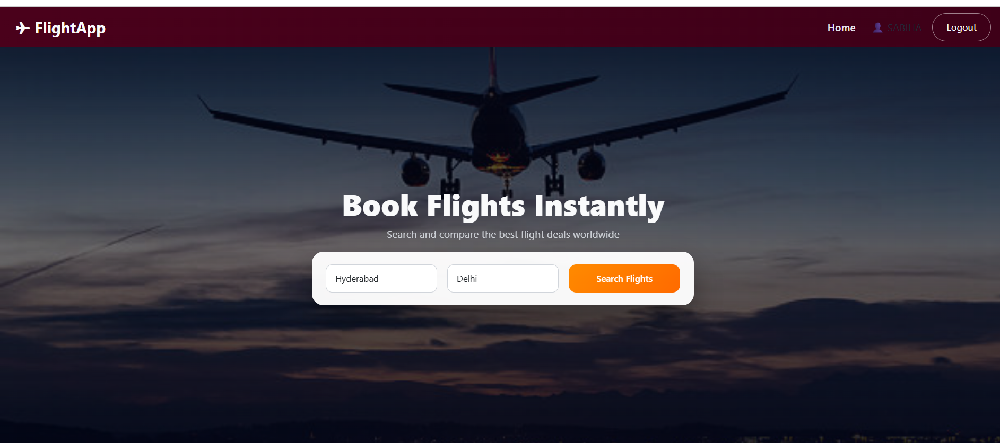 FlightApp
Home
SABIHA
Logout
Book Flights Instantly
Search and compare the best flight deals worldwide
Hyderabad
Delhi
Search Flights